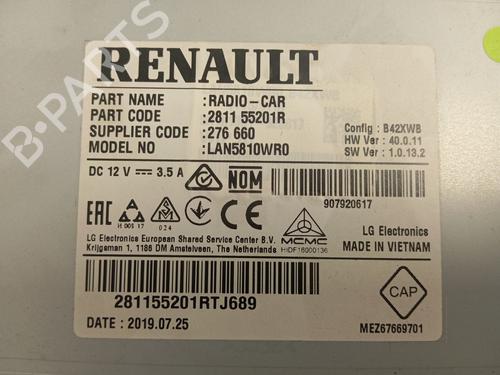 RENAULT
PART NAME :RADIO-CAR
PART CODE :2811 55201R
SUPPLIER CODE :276 660
MODEL NO :LAN5810WR0
Config : B42XWB
HW Ver : 40.0.11
SW Ver : 1.0.13.2
DC 12 V 3.5 A
NOM
907920617
EAC
024
CE
MCMC
HIDF16000136
LG Electronics
MADE IN VIETNAM
LG Electronics European Shared Service Center B.V.
Krijgsman 1, 1186 DM Amstelveen, The Netherlands
281155201RTJ689
DATE : 2019.07.25
CAP
MEZ67669701
B-PARTS